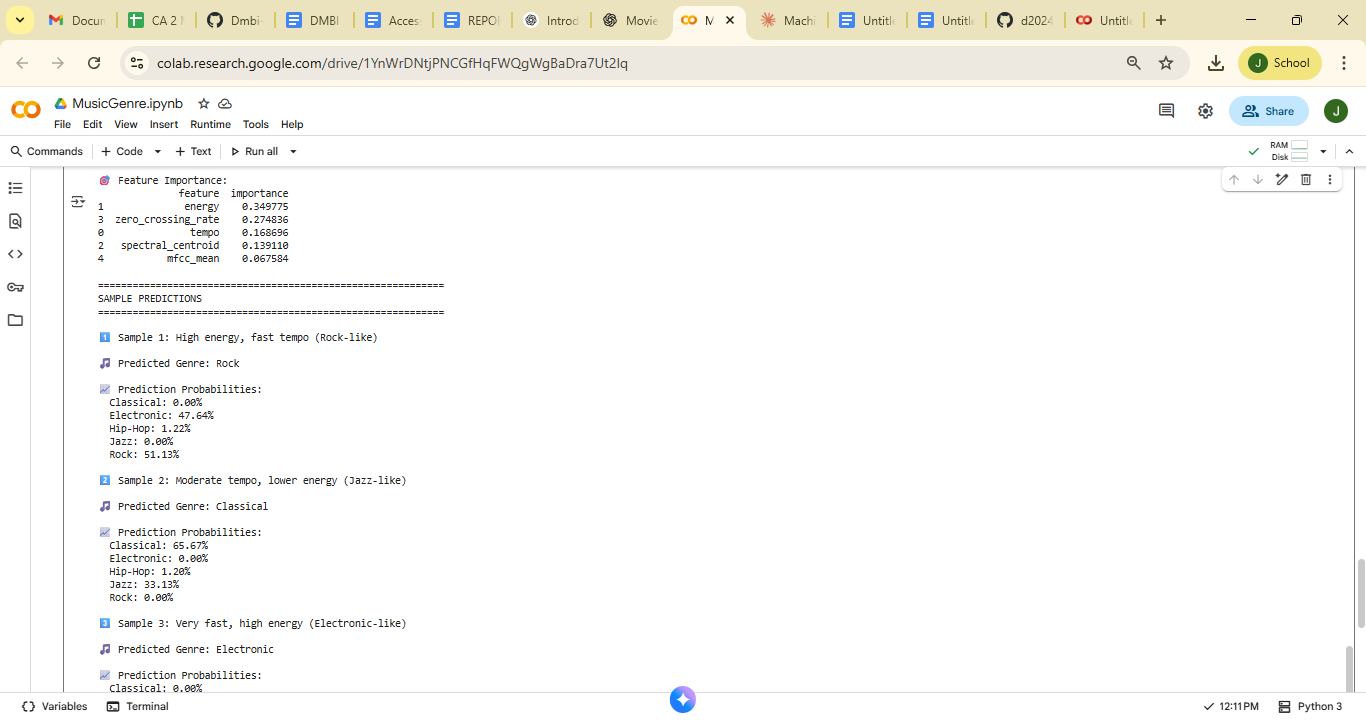 Docun
CA 2 M
Dmbi-
DMBI
Acces
REPO
Introd
Movie
M
Machi
Untitle
Untitle
d2024
Untitle
colab.research.google.com/drive/1YnWrDNtjPNCGfHqFWQgWgBaDra7Ut2Iq
J School
MusicGenre.ipynb
File Edit View Insert Runtime Tools Help
Share
J
Commands + Code + Text Run all
RAM
Disk
🎯 Feature Importance:
feature importance
1 energy 0.349775
3 zero_crossing_rate 0.274836
0 tempo 0.168696
2 spectral_centroid 0.139110
4 mfcc_mean 0.067584
============================================================
SAMPLE PREDICTIONS
============================================================
1️⃣ Sample 1: High energy, fast tempo (Rock-like)
🎵 Predicted Genre: Rock
📈 Prediction Probabilities:
Classical: 0.00%
Electronic: 47.64%
Hip-Hop: 1.22%
Jazz: 0.00%
Rock: 51.13%
2️⃣ Sample 2: Moderate tempo, lower energy (Jazz-like)
🎵 Predicted Genre: Classical
📈 Prediction Probabilities:
Classical: 65.67%
Electronic: 0.00%
Hip-Hop: 1.20%
Jazz: 33.13%
Rock: 0.00%
3️⃣ Sample 3: Very fast, high energy (Electronic-like)
🎵 Predicted Genre: Electronic
📈 Prediction Probabilities:
Classical: 0.00%
Variables Terminal
12:11 PM Python 3